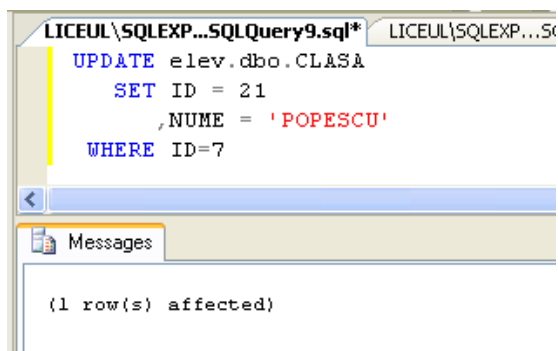 LICEUL\SQLEXP...SQLQuery9.sql* LICEUL\SQLEXP...SQ
UPDATE elev.dbo.CLASA
SET ID = 21
,NUME = 'POPESCU'
WHERE ID=7
Messages
(1 row(s) affected)